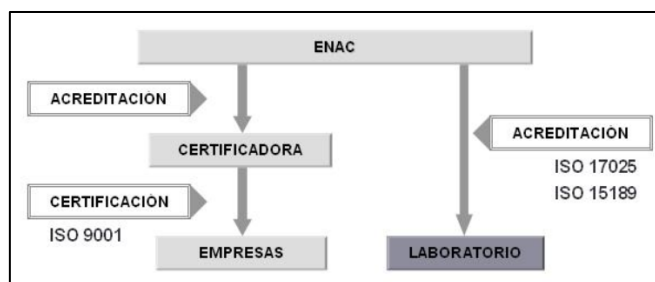 ENAC
ACREDITACIÓN
CERTIFICADORA
ACREDITACIÓN
ISO 17025
ISO 15189
CERTIFICACIÓN
ISO 9001
EMPRESAS
LABORATORIO